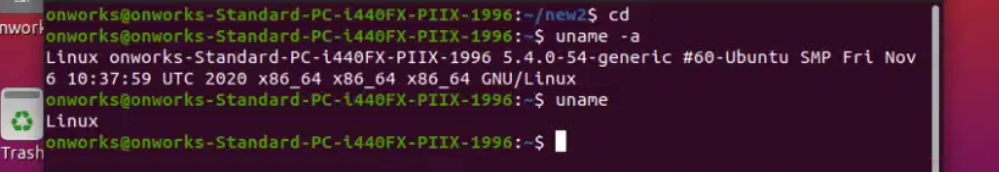 onworks@onworks-Standard-PC-i440FX-PIIX-1996:~/new2$ cd
onworks@onworks-Standard-PC-i440FX-PIIX-1996:~$ uname -a
Linux onworks-Standard-PC-i440FX-PIIX-1996 5.4.0-54-generic #60-Ubuntu SMP Fri Nov
6 10:37:59 UTC 2020 x86_64 x86_64 x86_64 GNU/Linux
onworks@onworks-Standard-PC-i440FX-PIIX-1996:~$ uname
Linux
onworks@onworks-Standard-PC-i440FX-PIIX-1996:~$
Trash